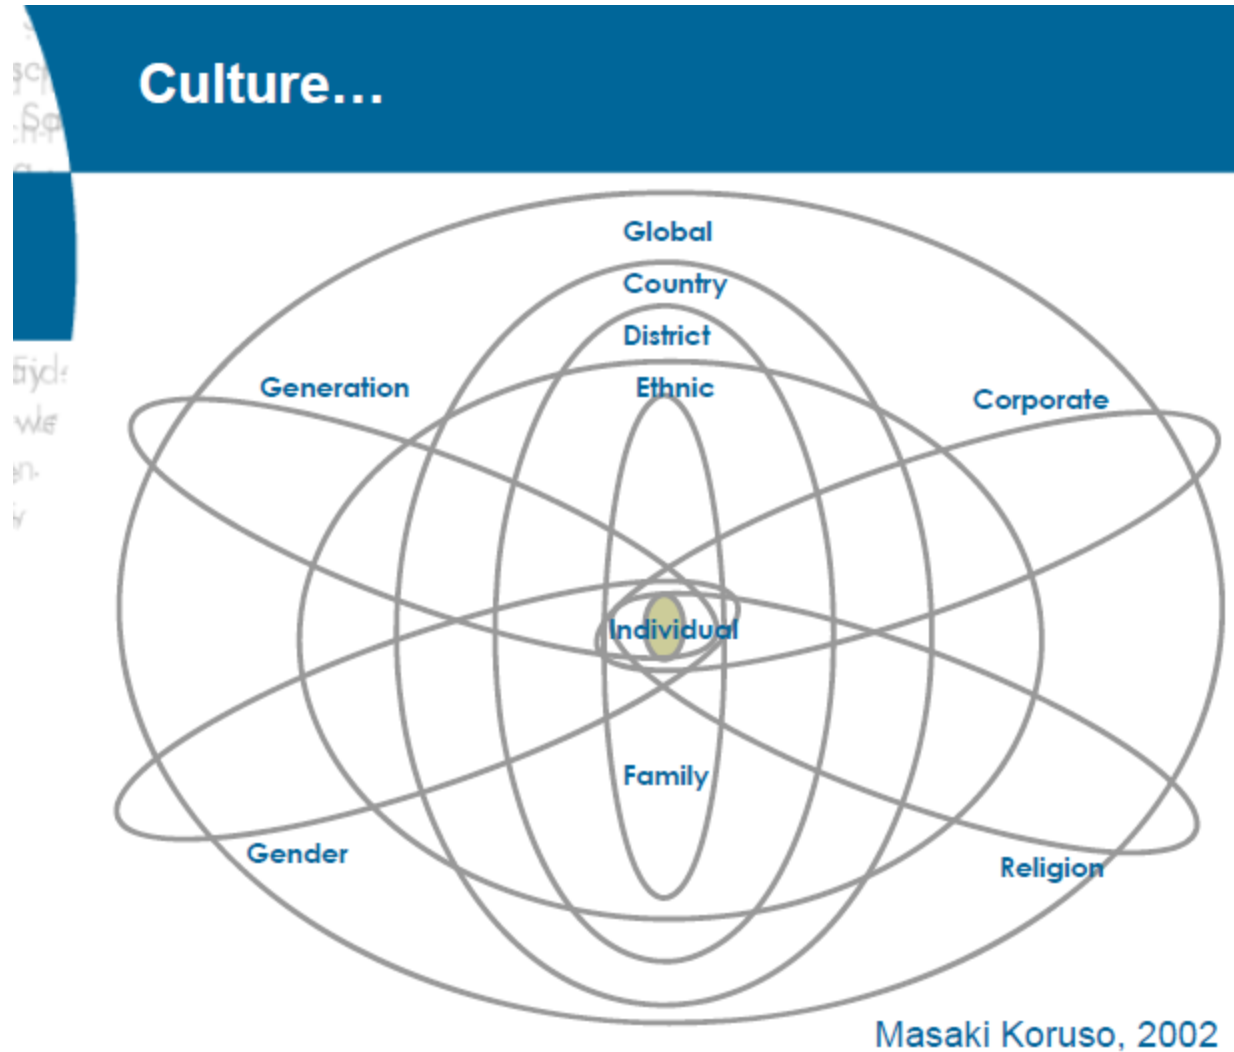 Culture...
Global
Country
District
Ethnic
Generation
Corporate
Individual
Family
Gender
Religion
Masaki Koruso, 2002